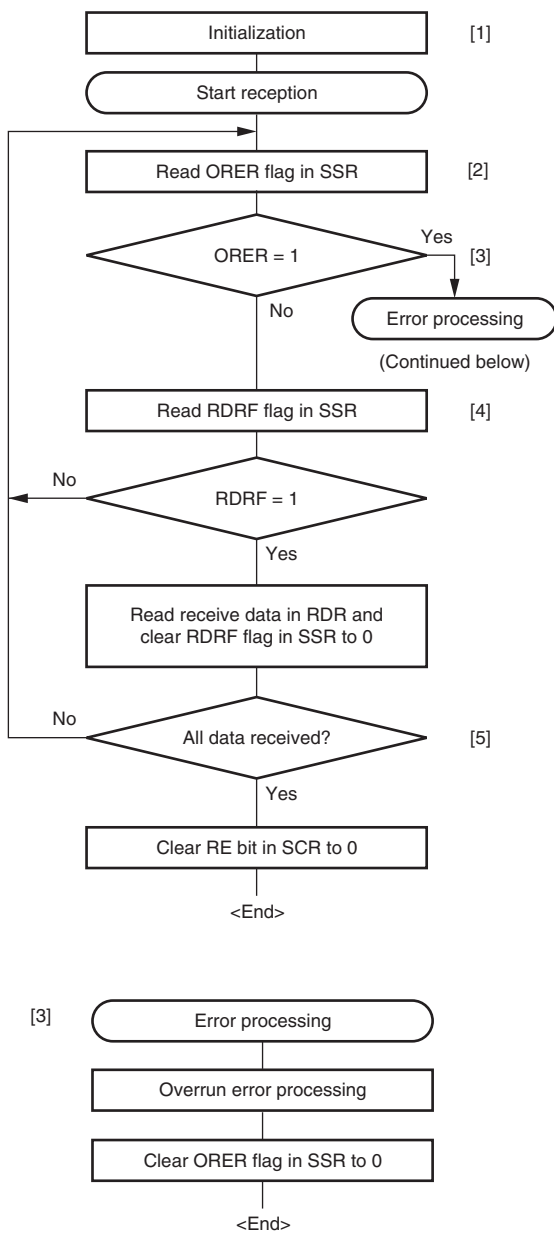 Initialization
[1]
Start reception
Read ORER flag in SSR
[2]
Yes
ORER = 1
[3]
No
Error processing
(Continued below)
Read RDRF flag in SSR
[4]
No
RDRF = 1
Yes
Read receive data in RDR and
clear RDRF flag in SSR to 0
No
All data received?
[5]
Yes
Clear RE bit in SCR to 0
<End>
[3]
Error processing
Overrun error processing
Clear ORER flag in SSR to 0
<End>